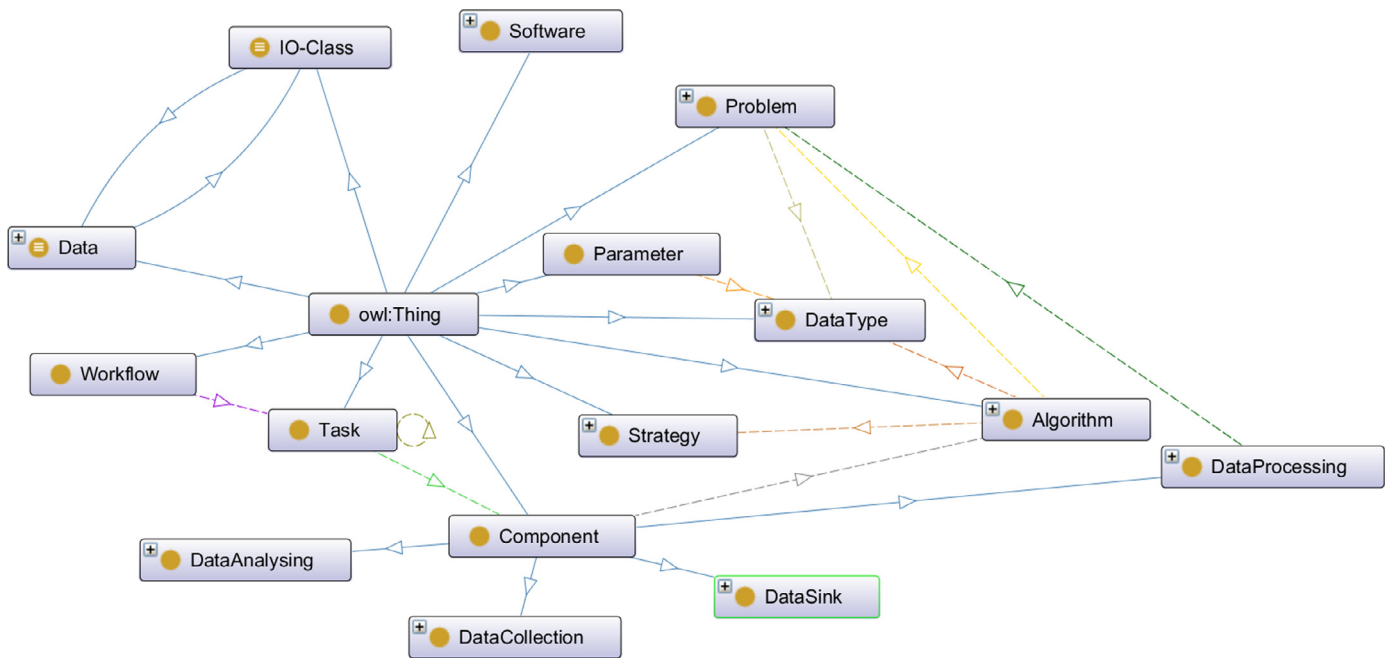 IO-Class
Software
Problem
Data
Parameter
owl:Thing
DataType
Workflow
Task
Strategy
Algorithm
DataProcessing
Component
DataAnalysing
DataSink
DataCollection